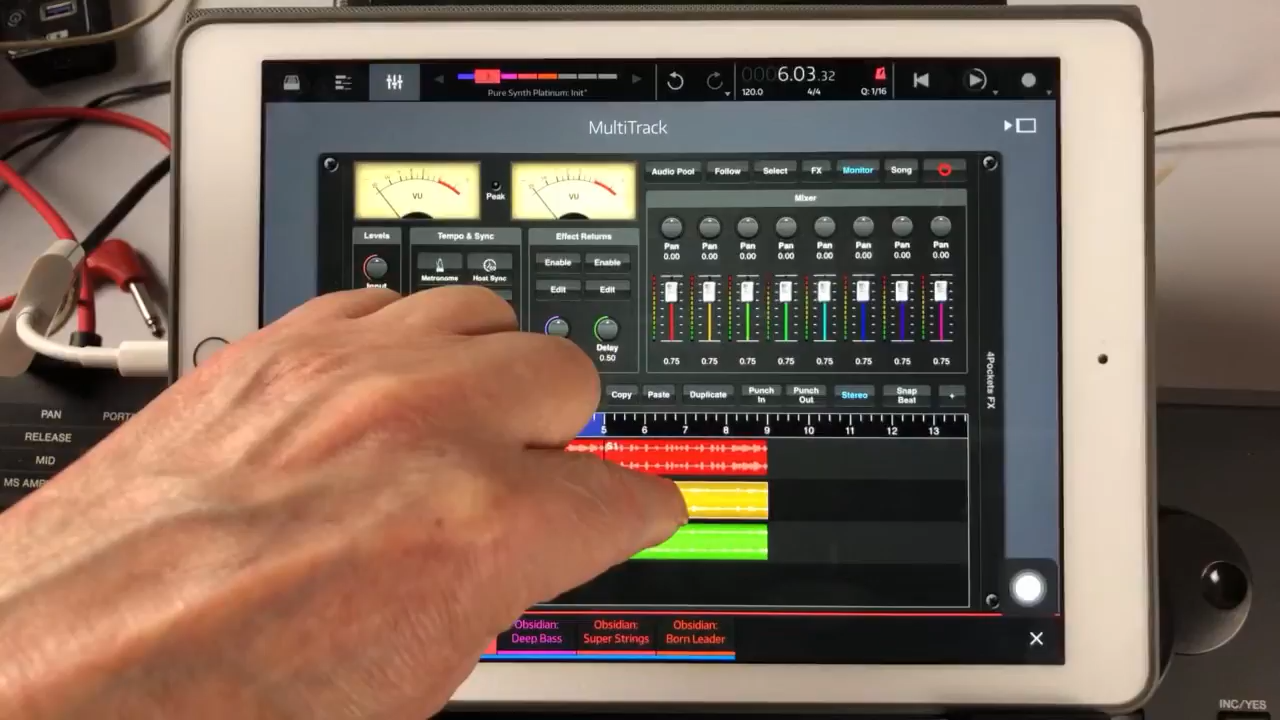 Pure Synth Platinum: Init*
0006.03.32
120.0 4/4 Q: 1/16
MultiTrack
VU
Peak
VU
Audio Pool Follow Select FX Monitor Song
Mixer
Levels Tempo & Sync Effect Returns
Input
Metronome Host Sync
Enable Enable
Edit Edit
Delay
0.50
Pan Pan Pan Pan Pan Pan Pan Pan
0.00 0.00 0.00 0.00 0.00 0.00 0.00 0.00
0.75 0.75 0.75 0.75 0.75 0.75 0.75 0.75
4Pockets FX
Copy Paste Duplicate Punch In Punch Out Stereo Snap Beat +
5 6 7 8 9 10 11 12 13
Obsidian: Deep Bass
Obsidian: Super Strings
Obsidian: Born Leader
PAN
RELEASE
MID
INC/YES